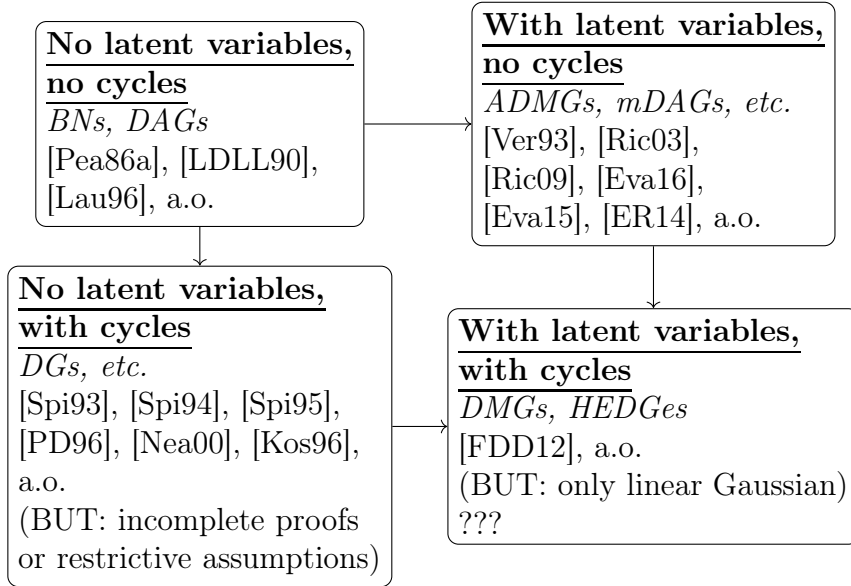 No latent variables,
no cycles
BNs, DAGs
[Pea86a], [LDLL90],
[Lau96], a.o.
With latent variables,
no cycles
ADMGs, mDAGs, etc.
[Ver93], [Ric03],
[Ric09], [Eva16],
[Eva15], [ER14], a.o.
No latent variables,
with cycles
DGs, etc.
[Spi93], [Spi94], [Spi95],
[PD96], [Nea00], [Kos96],
a.o.
(BUT: incomplete proofs
or restrictive assumptions)
With latent variables,
with cycles
DMGs, HEDGes
[FDD12], a.o.
(BUT: only linear Gaussian)
???